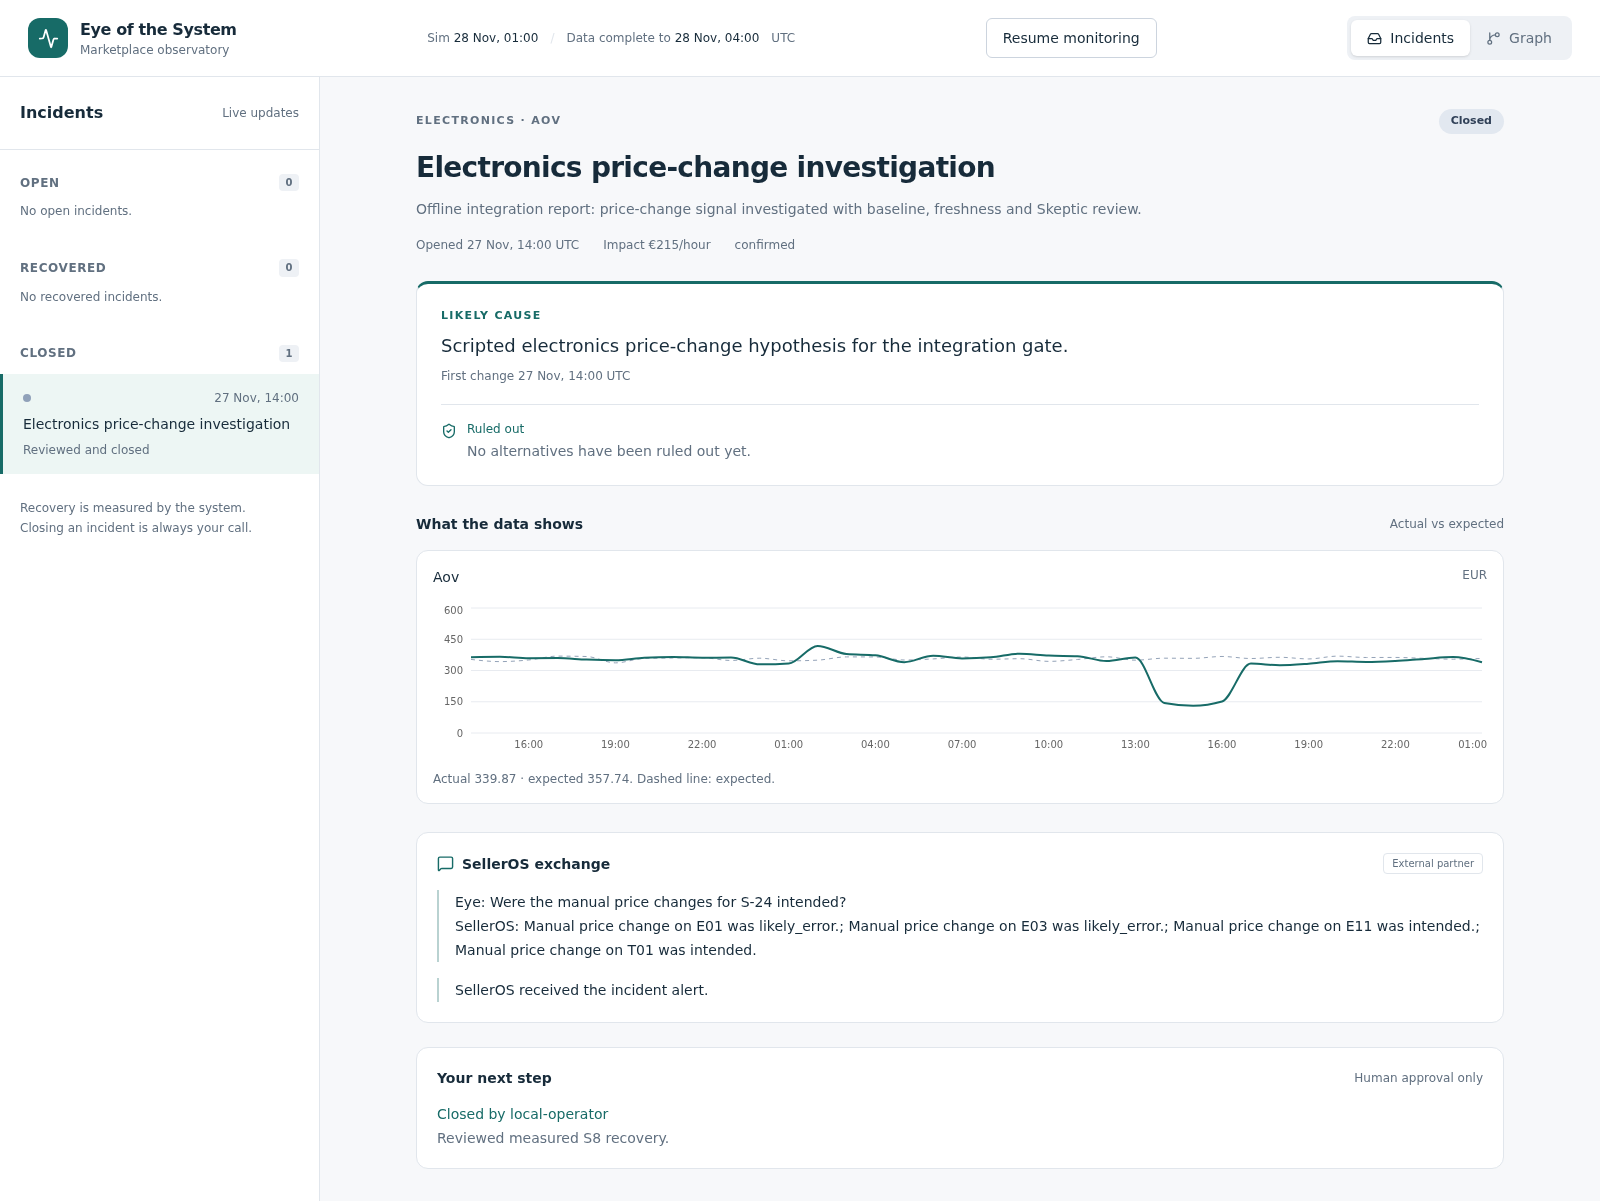 Eye of the System
Marketplace observatory
Sim 28 Nov, 01:00 / Data complete to 28 Nov, 04:00 UTC
Resume monitoring
Incidents
Graph
Incidents
Live updates
OPEN
0
No open incidents.
RECOVERED
0
No recovered incidents.
CLOSED
1
27 Nov, 14:00
Electronics price-change investigation
Reviewed and closed
Recovery is measured by the system.
Closing an incident is always your call.
ELECTRONICS · AOV
Closed
Electronics price-change investigation
Offline integration report: price-change signal investigated with baseline, freshness and Skeptic review.
Opened 27 Nov, 14:00 UTC Impact €215/hour confirmed
LIKELY CAUSE
Scripted electronics price-change hypothesis for the integration gate.
First change 27 Nov, 14:00 UTC
Ruled out
No alternatives have been ruled out yet.
What the data shows
Actual vs expected
Aov
EUR
600
450
300
150
0
16:00 19:00 22:00 01:00 04:00 07:00 10:00 13:00 16:00 19:00 22:00 01:00
Actual 339.87 · expected 357.74. Dashed line: expected.
SellerOS exchange
External partner
Eye: Were the manual price changes for S-24 intended?
SellerOS: Manual price change on E01 was likely_error.; Manual price change on E03 was likely_error.; Manual price change on E11 was intended.;
Manual price change on T01 was intended.
SellerOS received the incident alert.
Your next step
Human approval only
Closed by local-operator
Reviewed measured S8 recovery.